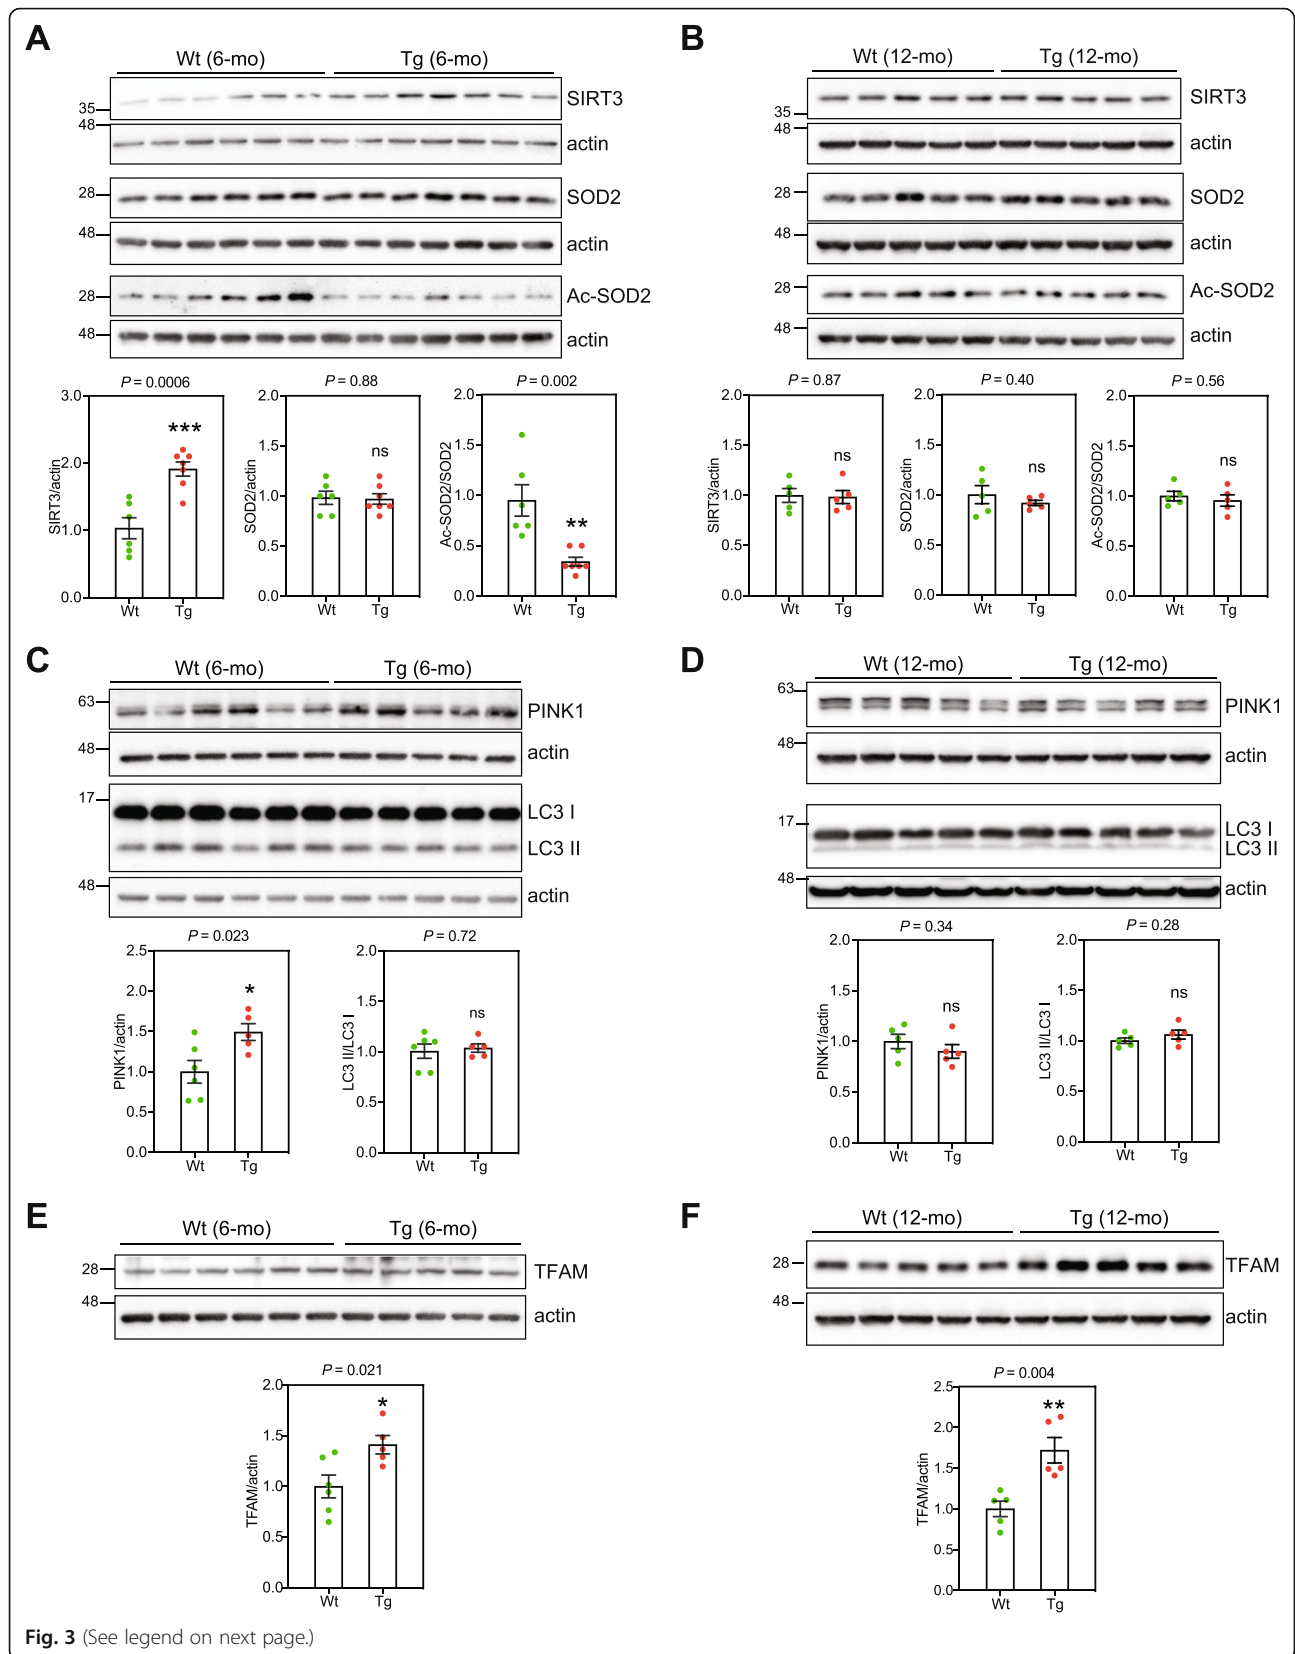 A
Wt (6-mo) Tg (6-mo)
35 SIRT3
48 actin
28 SOD2
48 actin
28 Ac-SOD2
48 actin
P = 0.0006
SIRT3/actin
3.0
2.0
1.0
0.0
***
Wt Tg
P = 0.88
SOD2/actin
2.0
1.5
1.0
0.5
0.0
ns
Wt Tg
P = 0.002
Ac-SOD2/SOD2
2.0
1.5
1.0
0.5
0.0
**
Wt Tg
B
Wt (12-mo) Tg (12-mo)
35 SIRT3
48 actin
28 SOD2
48 actin
28 Ac-SOD2
48 actin
P = 0.87
SIRT3/actin
2.0
1.5
1.0
0.5
0.0
ns
Wt Tg
P = 0.40
SOD2/actin
2.0
1.5
1.0
0.5
0.0
ns
Wt Tg
P = 0.56
Ac-SOD2/SOD2
2.0
1.5
1.0
0.5
0.0
ns
Wt Tg
C
Wt (6-mo) Tg (6-mo)
63 PINK1
48 actin
17 LC3 I
LC3 II
48 actin
P = 0.023
PINK1/actin
2.5
2.0
1.5
1.0
0.5
0.0
*
Wt Tg
P = 0.72
LC3 II/LC3 I
2.0
1.5
1.0
0.5
0.0
ns
Wt Tg
D
Wt (12-mo) Tg (12-mo)
63 PINK1
48 actin
17 LC3 I
LC3 II
48 actin
P = 0.34
PINK1/actin
2.0
1.5
1.0
0.5
0.0
ns
Wt Tg
P = 0.28
LC3 II/LC3 I
2.0
1.5
1.0
0.5
0.0
ns
Wt Tg
E
Wt (6-mo) Tg (6-mo)
28 TFAM
48 actin
P = 0.021
TFAM/actin
2.0
1.5
1.0
0.5
0.0
*
Wt Tg
F
Wt (12-mo) Tg (12-mo)
28 TFAM
48 actin
P = 0.004
TFAM/actin
2.5
2.0
1.5
1.0
0.5
0.0
**
Wt Tg
Fig. 3 (See legend on next page.)